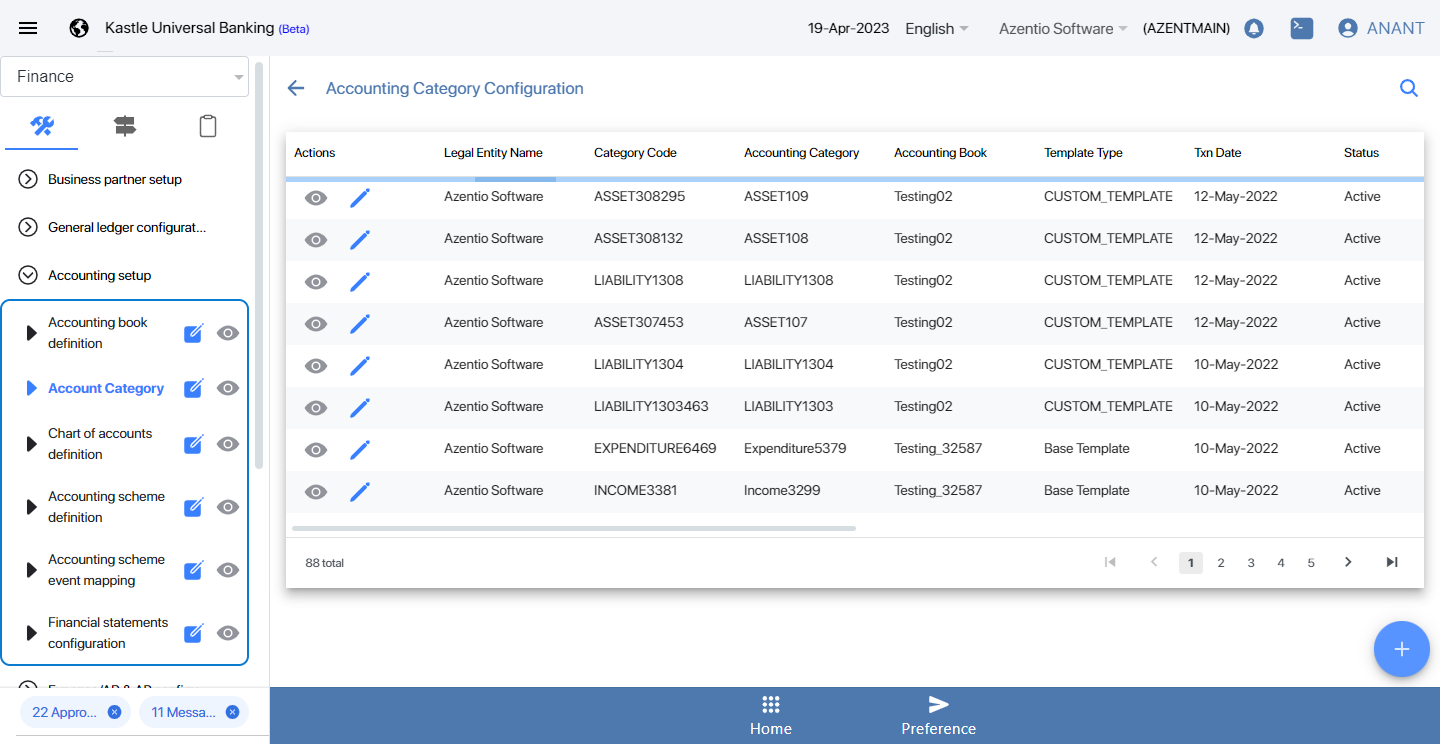 Kastle Universal Banking (Beta)
19-Apr-2023 English Azentio Software (AZENTMAIN) ANANT
Finance
Business partner setup
General ledger configurat...
Accounting setup
Accounting book
definition
Account Category
Chart of accounts
definition
Accounting scheme
definition
Accounting scheme
event mapping
Financial statements
configuration
22 Appro... 11 Messa...
Accounting Category Configuration
Actions Legal Entity Name Category Code Accounting Category Accounting Book Template Type Txn Date Status
Azentio Software ASSET308295 ASSET109 Testing02 CUSTOM_TEMPLATE 12-May-2022 Active
Azentio Software ASSET308132 ASSET108 Testing02 CUSTOM_TEMPLATE 12-May-2022 Active
Azentio Software LIABILITY1308 LIABILITY1308 Testing02 CUSTOM_TEMPLATE 12-May-2022 Active
Azentio Software ASSET307453 ASSET107 Testing02 CUSTOM_TEMPLATE 12-May-2022 Active
Azentio Software LIABILITY1304 LIABILITY1304 Testing02 CUSTOM_TEMPLATE 10-May-2022 Active
Azentio Software LIABILITY1303463 LIABILITY1303 Testing02 CUSTOM_TEMPLATE 10-May-2022 Active
Azentio Software EXPENDITURE6469 Expenditure5379 Testing_32587 Base Template 10-May-2022 Active
Azentio Software INCOME3381 Income3299 Testing_32587 Base Template 10-May-2022 Active
88 total 1 2 3 4 5
Home Preference